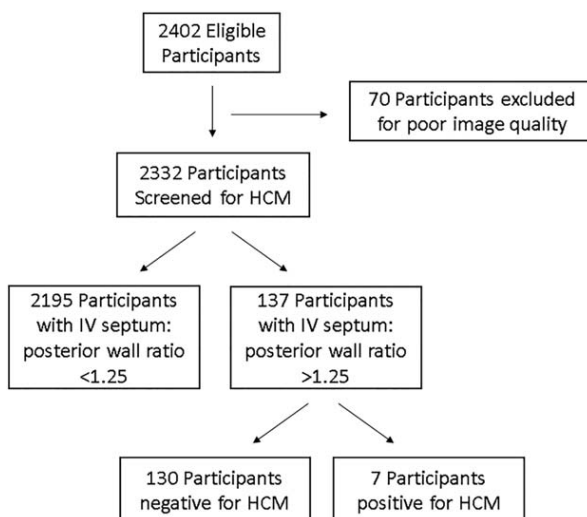 2402 Eligible
Participants
70 Participants excluded
for poor image quality
2332 Participants
Screened for HCM
2195 Participants
with IV septum:
posterior wall ratio
<1.25
137 Participants
with IV septum:
posterior wall ratio
>1.25
130 Participants
negative for HCM
7 Participants
positive for HCM